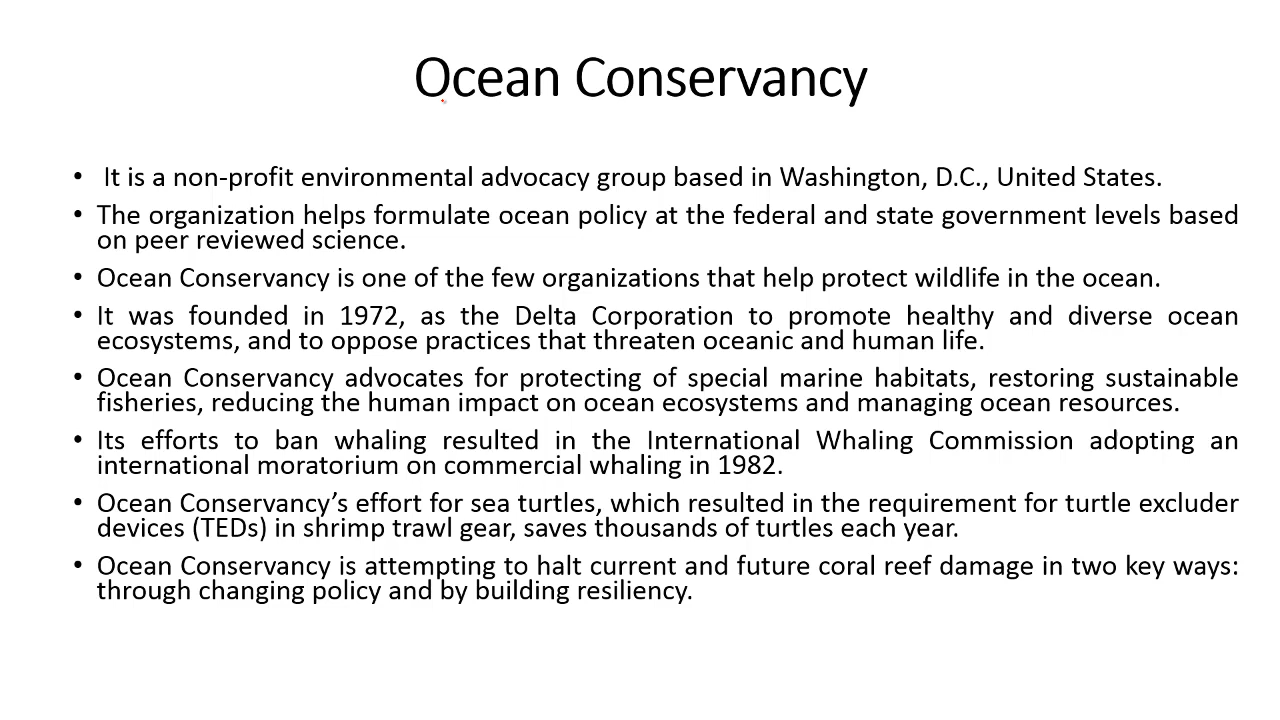 Ocean Conservancy
• It is a non-profit environmental advocacy group based in Washington, D.C., United States.
• The organization helps formulate ocean policy at the federal and state government levels based
on peer reviewed science.
• Ocean Conservancy is one of the few organizations that help protect wildlife in the ocean.
• It was founded in 1972, as the Delta Corporation to promote healthy and diverse ocean
ecosystems, and to oppose practices that threaten oceanic and human life.
• Ocean Conservancy advocates for protecting of special marine habitats, restoring sustainable
fisheries, reducing the human impact on ocean ecosystems and managing ocean resources.
• Its efforts to ban whaling resulted in the International Whaling Commission adopting an
international moratorium on commercial whaling in 1982.
• Ocean Conservancy’s effort for sea turtles, which resulted in the requirement for turtle excluder
devices (TEDs) in shrimp trawl gear, saves thousands of turtles each year.
• Ocean Conservancy is attempting to halt current and future coral reef damage in two key ways:
through changing policy and by building resiliency.